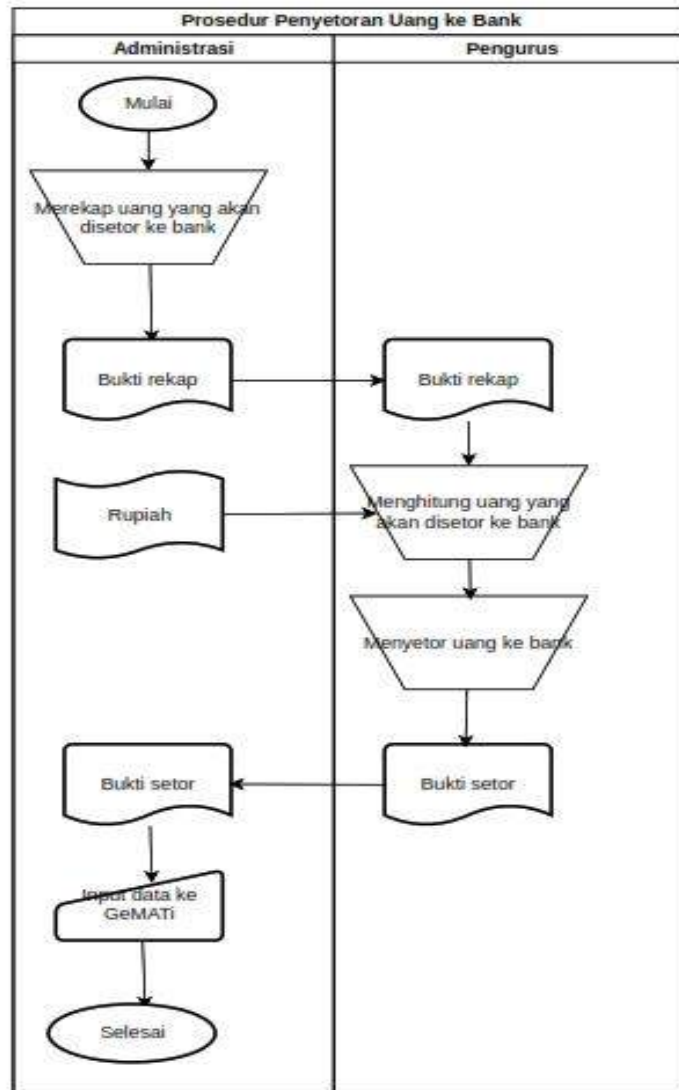 Prosedur Penyetoran Uang ke Bank
Administrasi
Pengurus
Mulai
Merekap uang yang akan
disetor ke bank
Bukti rekap
Bukti rekap
Rupiah
Menghitung uang yang
akan disetor ke bank
Menyetor uang ke bank
Bukti setor
Bukti setor
Input data ke
GeMATi
Selesai